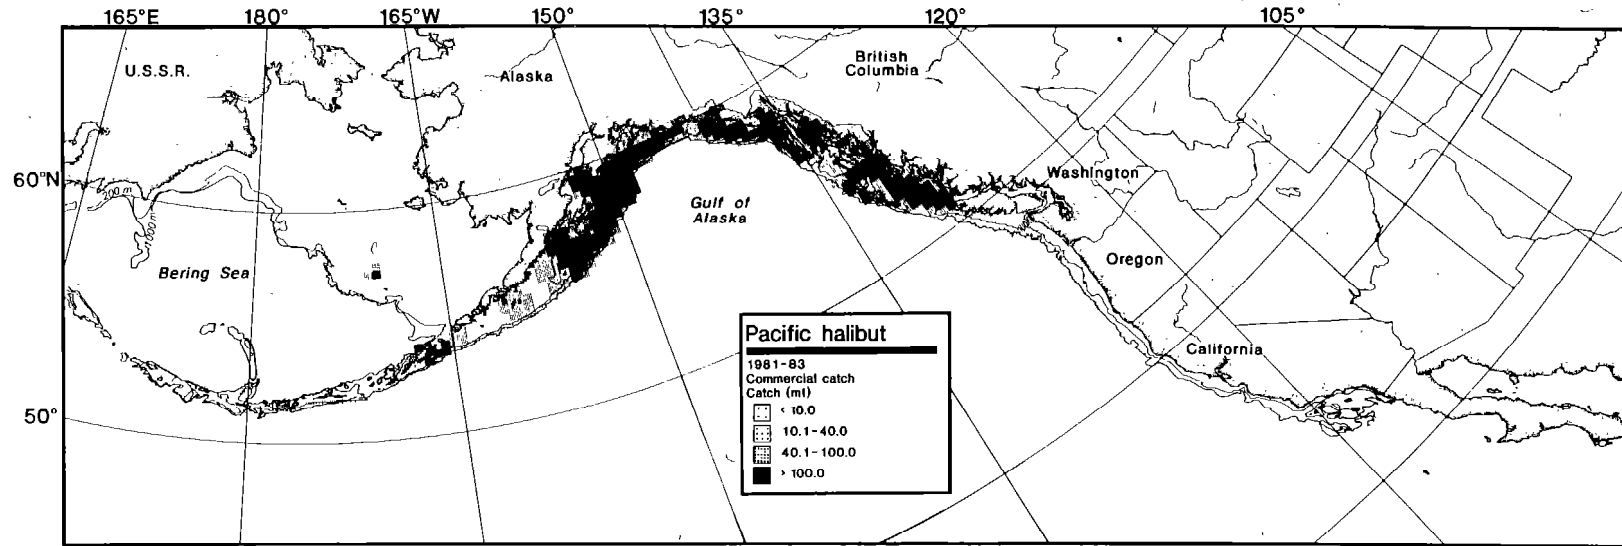 165°E 180° 165°W 150° 135° 120° 105°
U.S.S.R.
Alaska
British
Columbia
60°N
200 m
1000 m
Washington
Gulf of
Alaska
Bering Sea
Oregon
Pacific halibut
1981-83
Commercial catch
Catch (mt)
< 10.0
10.1-40.0
40.1-100.0
> 100.0
California
50°